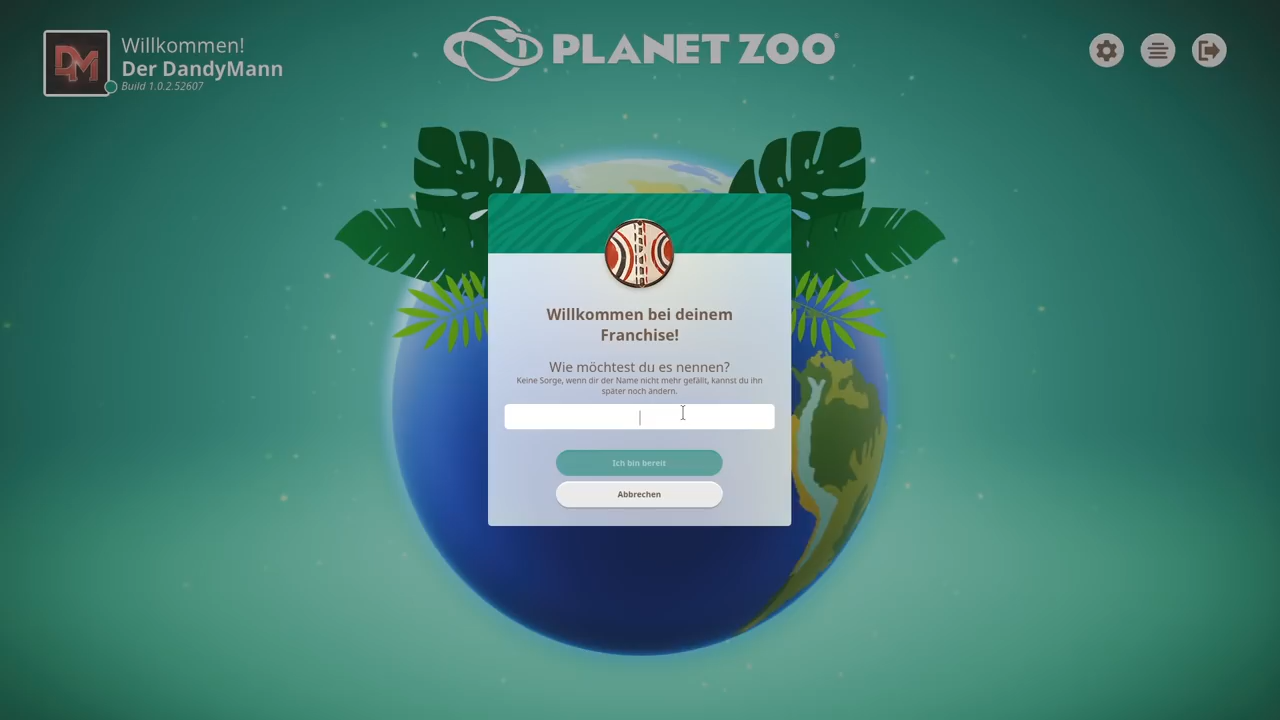 Willkommen!
Der DandyMann
Build 1.0.2.52607
DM
PLANET ZOO®
Willkommen bei deinem
Franchise!
Wie möchtest du es nennen?
Keine Sorge, wenn dir der Name nicht mehr gefällt, kannst du ihn
später noch ändern.
Ich bin bereit
Abbrechen